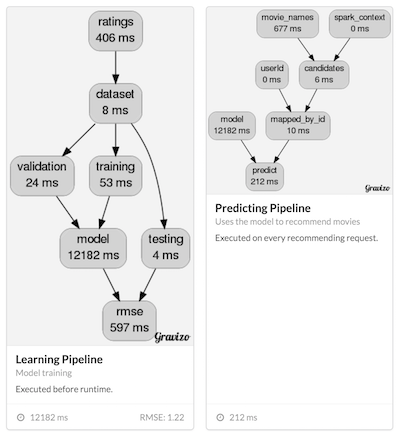 ratings
406 ms
dataset
8 ms
validation
24 ms
training
53 ms
model
12182 ms
testing
4 ms
rmse
597 ms
Gravizo
Learning Pipeline
Model training
Executed before runtime.
12182 ms
RMSE: 1.22
movie_names
677 ms
spark_context
0 ms
userId
0 ms
candidates
6 ms
model
12182 ms
mapped_by_id
10 ms
predict
212 ms
Gravizo
Predicting Pipeline
Uses the model to recommend movies
Executed on every recommending request.
212 ms